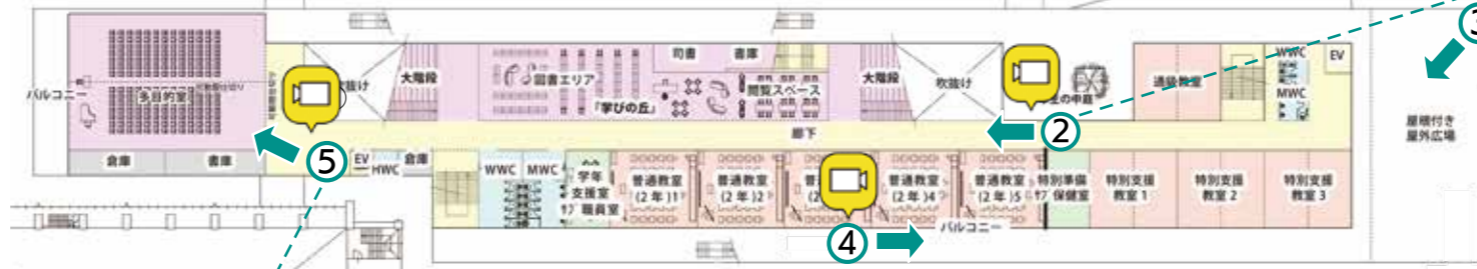 司書
書庫
大階段
図書エリア
「学びの丘」
閲覧スペース
大階段
吹抜け
の中庭
通級教室
WWC
MWC
EV
③
バルコニー
多目的室
吹抜け
②
廊下
屋根付き
屋外広場
倉庫
書庫
⑤
EV
HWC
倉庫
WWC
MWC
学年
支援室
サブ職員室
普通教室
(2年)1
普通教室
(2年)2
普通教室
(2年)4
普通教室
(2年)5
特別準備
サブ保健室
特別支援
教室1
特別支援
教室2
特別支援
教室3
④
バルコニー